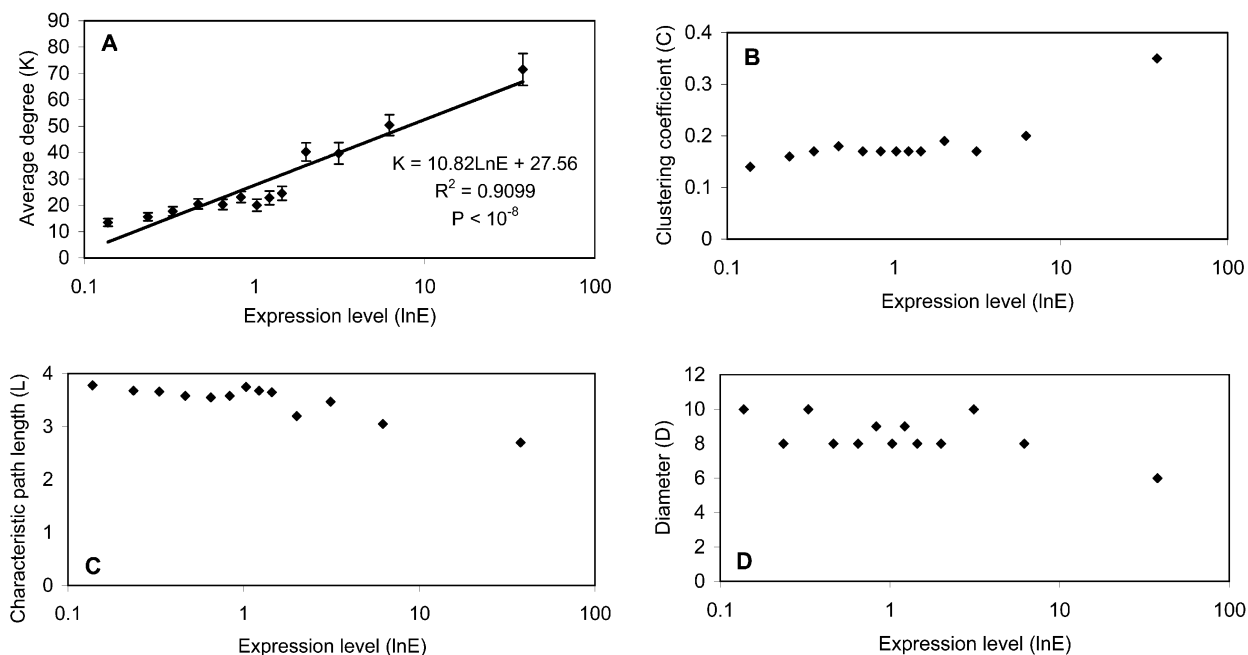 A
Average degree (K)
90
80
70
60
50
40
30
20
10
0
K = 10.82LnE + 27.56
R² = 0.9099
P < 10⁻⁸
0.1 1 10 100
Expression level (lnE)
B
Clustering coefficient (C)
0.4
0.3
0.2
0.1
0
0.1 1 10 100
Expression level (lnE)
C
Characteristic path length (L)
4
3
2
1
0
0.1 1 10 100
Expression level (lnE)
D
Diameter (D)
12
10
8
6
4
2
0
0.1 1 10 100
Expression level (lnE)